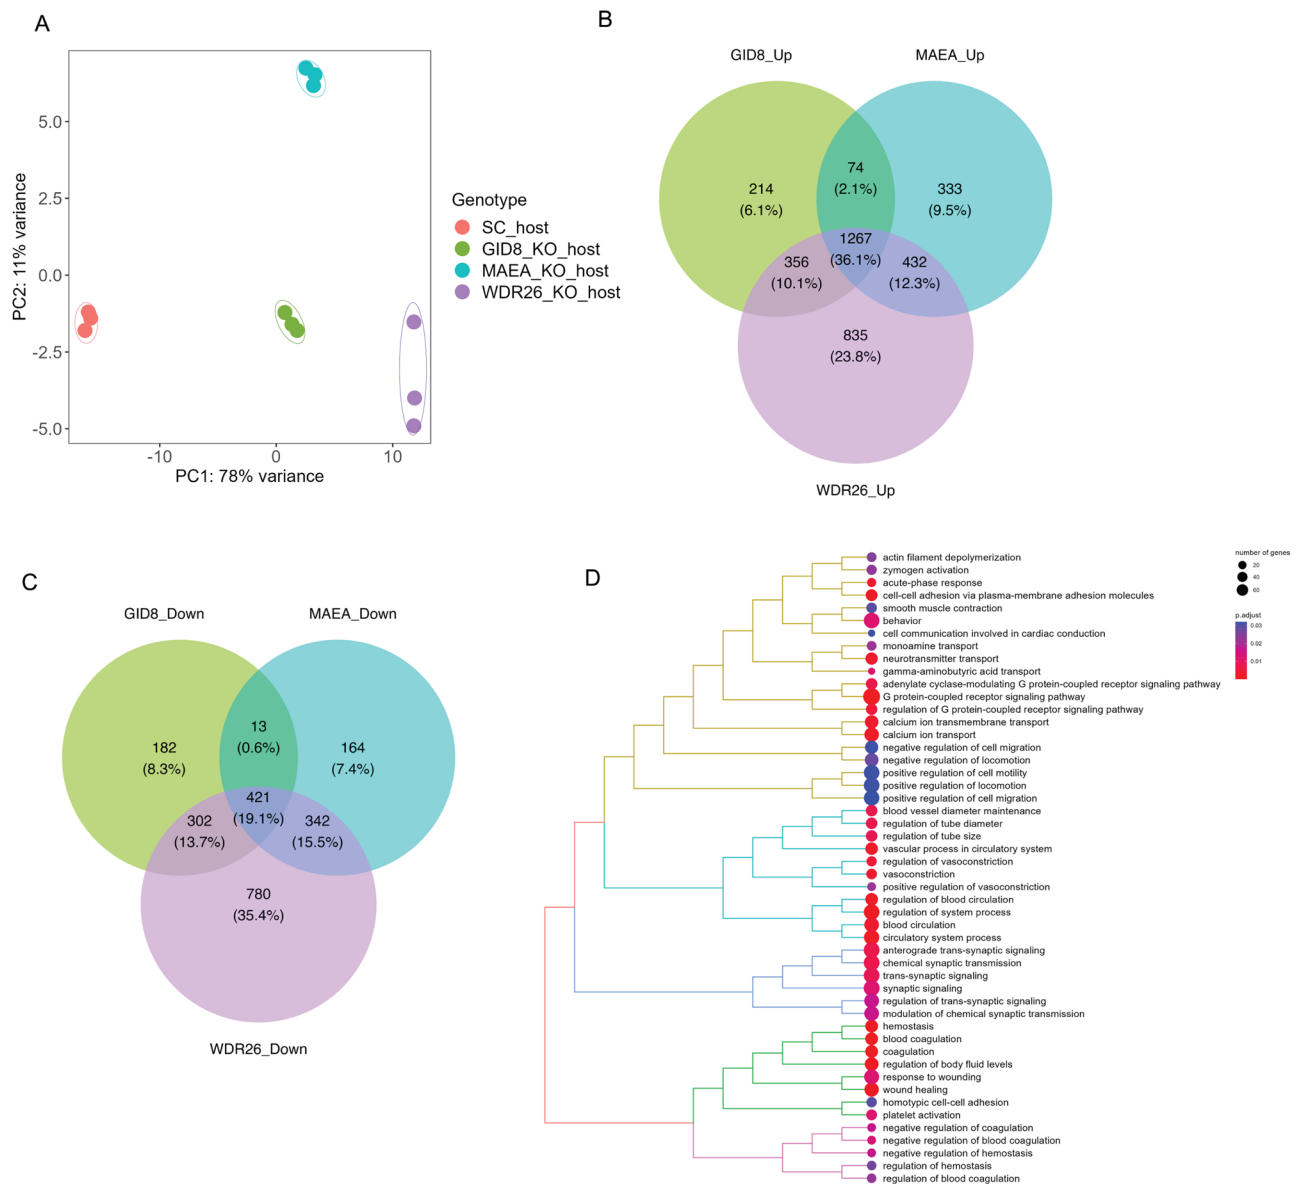 A
5.0
2.5
0.0
-2.5
-5.0
PC2: 11% variance
-10
0
10
PC1: 78% variance
Genotype
SC_host
GID8_KO_host
MAEA_KO_host
WDR26_KO_host
B
GID8_Up
MAEA_Up
74
(2.1%)
214
(6.1%)
333
(9.5%)
1267
(36.1%)
356
(10.1%)
432
(12.3%)
835
(23.8%)
WDR26_Up
C
GID8_Down
MAEA_Down
13
(0.6%)
182
(8.3%)
164
(7.4%)
421
(19.1%)
302
(13.7%)
342
(15.5%)
780
(35.4%)
WDR26_Down
D
actin filament depolymerization
zymogen activation
acute-phase response
cell-cell adhesion via plasma-membrane adhesion molecules
smooth muscle contraction
behavior
cell communication involved in cardiac conduction
monoamine transport
neurotransmitter transport
gamma-aminobutyric acid transport
adenylate cyclase-modulating G protein-coupled receptor signaling pathway
G protein-coupled receptor signaling pathway
regulation of G protein-coupled receptor signaling pathway
calcium ion transmembrane transport
calcium ion transport
negative regulation of cell migration
negative regulation of locomotion
positive regulation of cell motility
positive regulation of locomotion
positive regulation of cell migration
blood vessel diameter maintenance
regulation of tube diameter
regulation of tube size
vascular process in circulatory system
regulation of vasoconstriction
vasoconstriction
positive regulation of vasoconstriction
regulation of blood circulation
regulation of system process
blood circulation
circulatory system process
anterograde trans-synaptic signaling
chemical synaptic transmission
trans-synaptic signaling
synaptic signaling
regulation of trans-synaptic signaling
modulation of chemical synaptic transmission
hemostasis
blood coagulation
coagulation
regulation of body fluid levels
response to wounding
wound healing
homotypic cell-cell adhesion
platelet activation
negative regulation of coagulation
negative regulation of blood coagulation
negative regulation of hemostasis
regulation of hemostasis
regulation of blood coagulation
number of genes
20
40
60
p.adjust
0.03
0.02
0.01